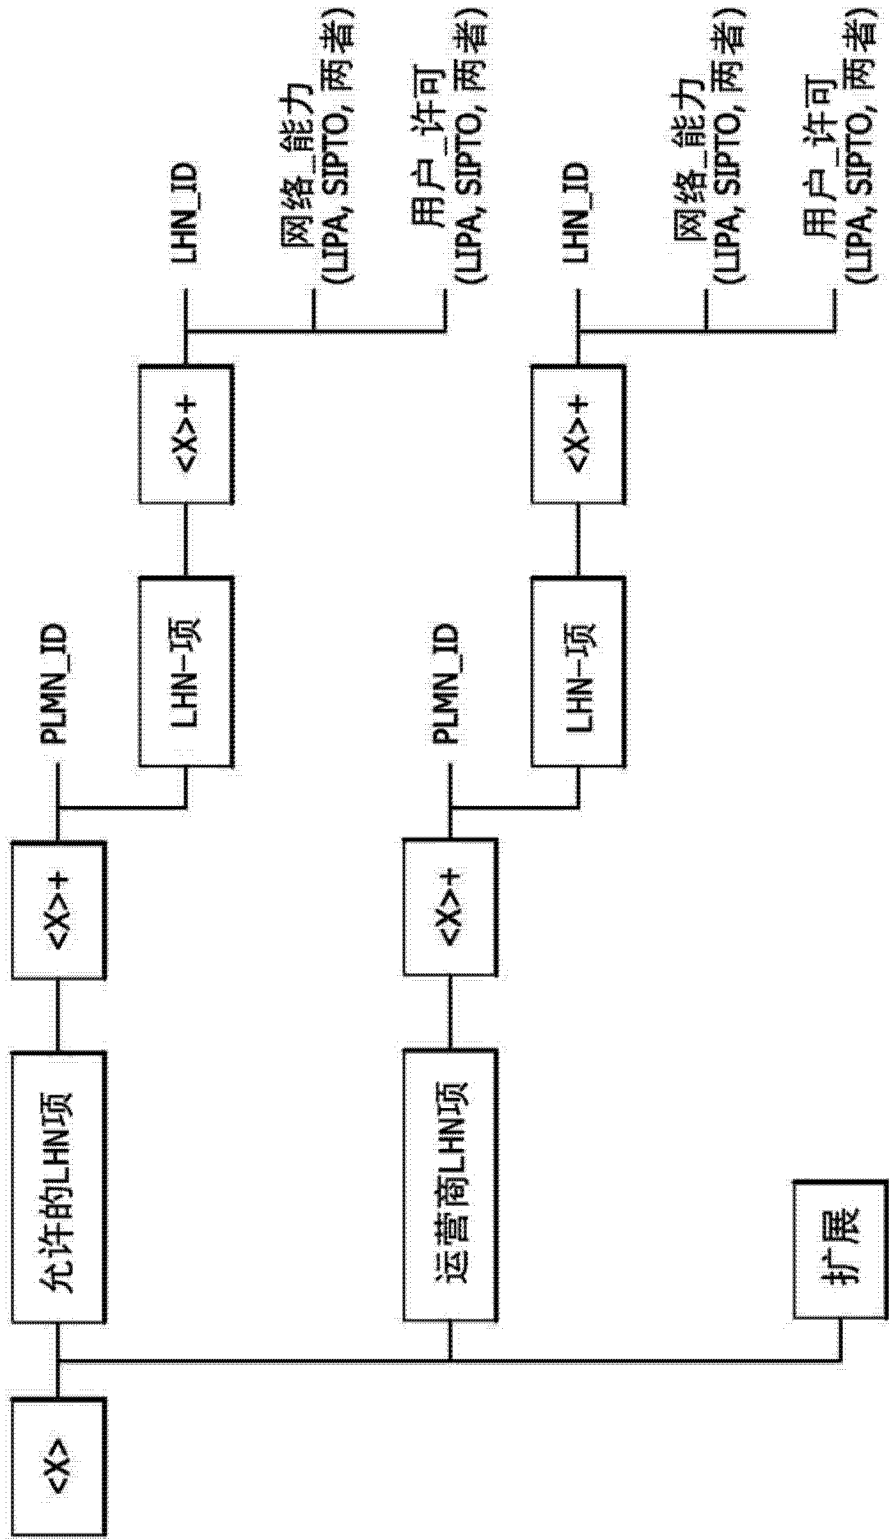 <X>
允许的LHN项
<X>+
PLMN_ID
LHN-项
<X>+
LHN_ID
网络_能力
(LIPA, SIPTO, 两者)
用户_许可
(LIPA, SIPTO, 两者)
运营商LHN项
<X>+
PLMN_ID
LHN-项
<X>+
LHN_ID
网络_能力
(LIPA, SIPTO, 两者)
用户_许可
(LIPA, SIPTO, 两者)
扩展